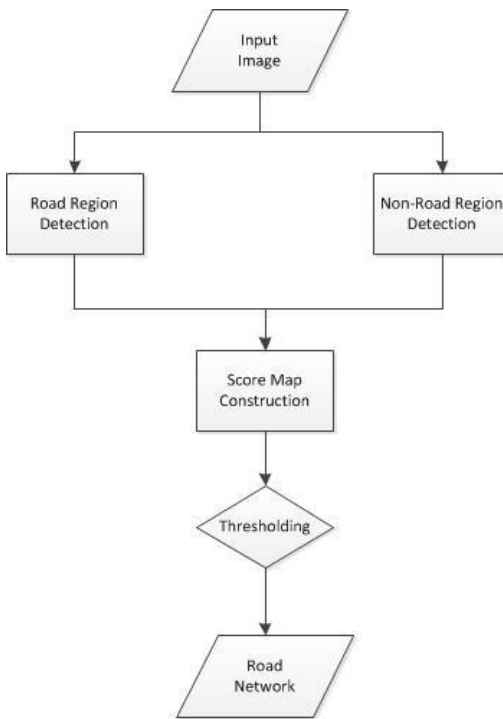 Input
Image
Road Region
Detection
Non-Road Region
Detection
Score Map
Construction
Thresholding
Road
Network